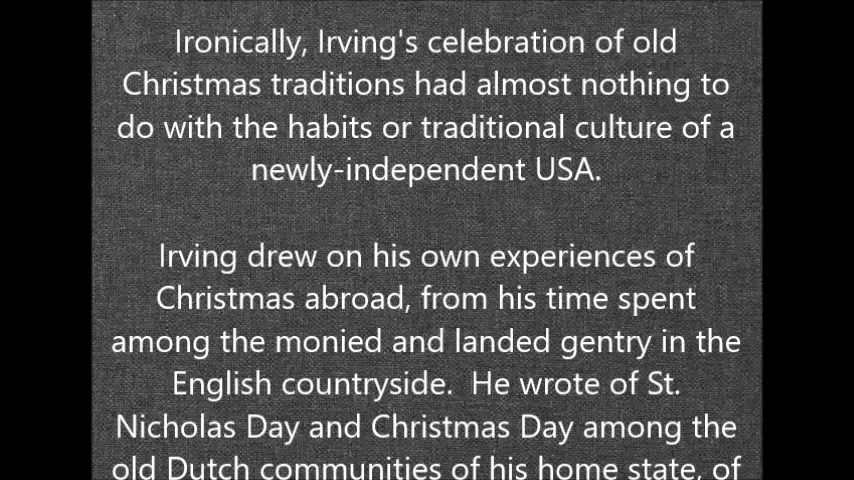 Ironically, Irving's celebration of old
Christmas traditions had almost nothing to
do with the habits or traditional culture of a
newly-independent USA.
Irving drew on his own experiences of
Christmas abroad, from his time spent
among the monied and landed gentry in the
English countryside.  He wrote of St.
Nicholas Day and Christmas Day among the
old Dutch communities of his home state, of